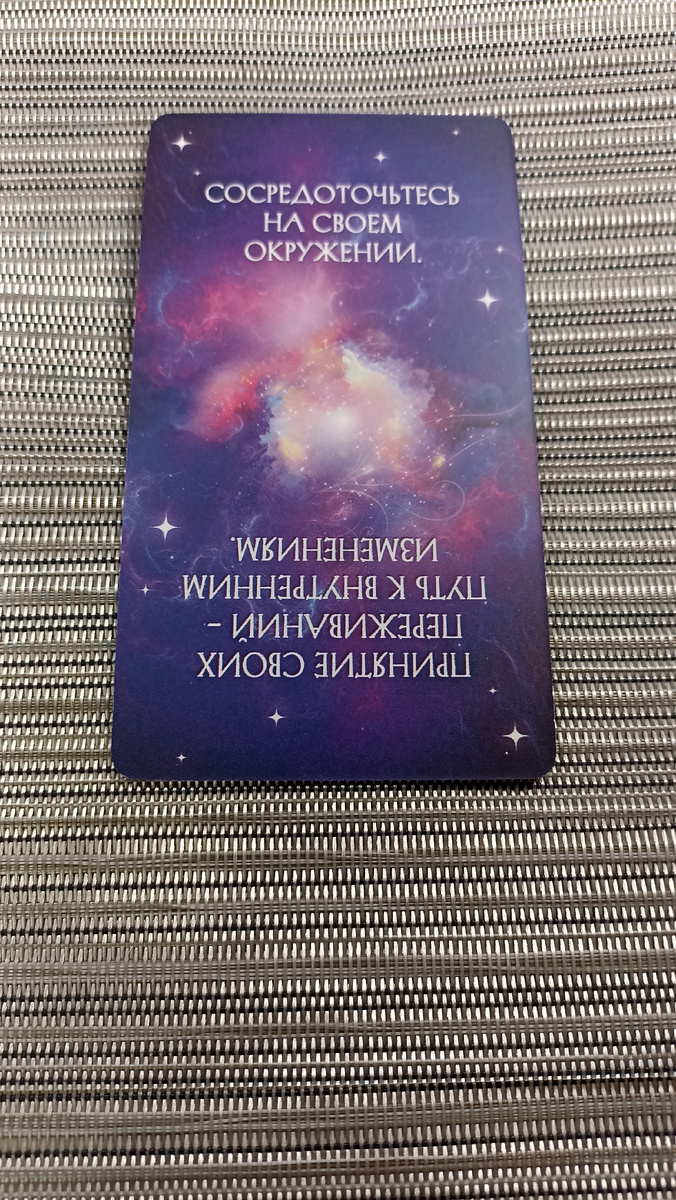 СОСРЕДОТОЧЬТЕСЬ
НА СВОЕМ
ОКРУЖЕНИИ.
ПРИНЯТИЕ СВОИХ
ПЕРЕЖИВАНИЙ –
ПУТЬ К ВНУТРЕННИМ
ИЗМЕНЕНИЯМ.